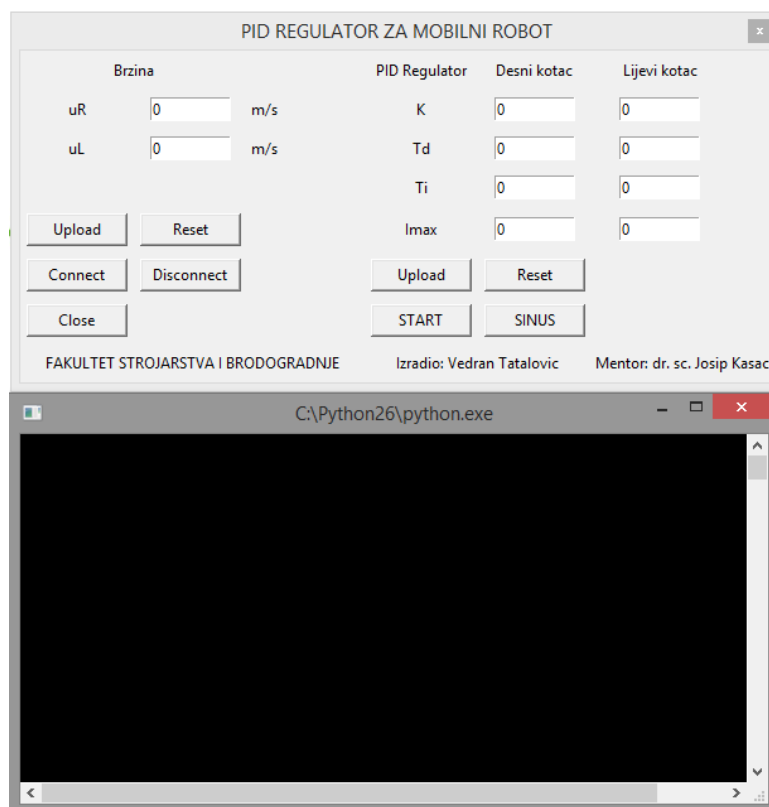 PID REGULATOR ZA MOBILNI ROBOT
x
Brzina PID Regulator Desni kotac Lijevi kotac
uR 0 m/s K 0 0
uL 0 m/s Td 0 0
Ti 0 0
Upload Reset Imax 0 0
Connect Disconnect Upload Reset
Close START SINUS
FAKULTET STROJARSTVA I BRODOGRADNJE Izradio: Vedran Tatalovic Mentor: dr. sc. Josip Kasac
C:\Python26\python.exe